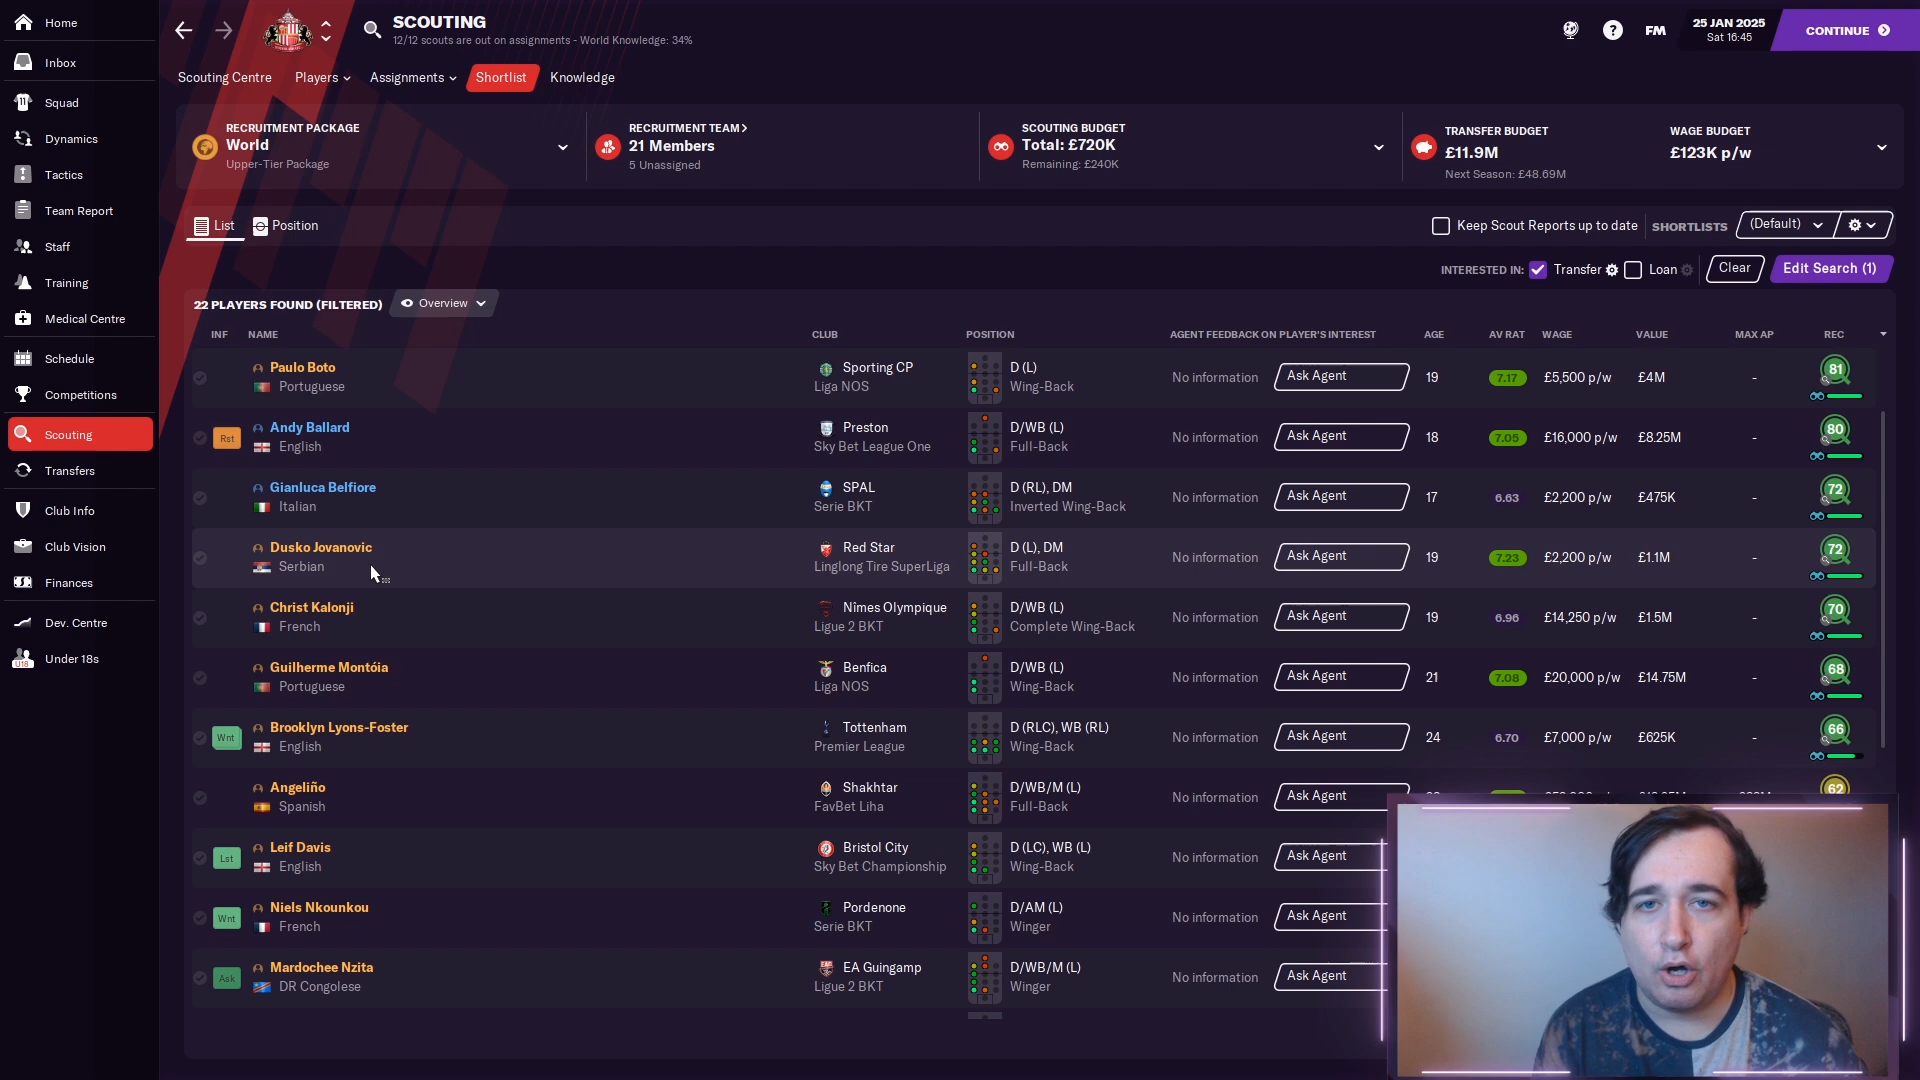 Home
Inbox
Squad
Dynamics
Tactics
Team Report
Staff
Training
Medical Centre
Schedule
Competitions
Scouting
Transfers
Club Info
Club Vision
Finances
Dev. Centre
U18
Under 18s
SCOUTING
12/12 scouts are out on assignments - World Knowledge: 34%
FM
25 JAN 2025
Sat 16:45
CONTINUE
Scouting Centre Players Assignments Shortlist Knowledge
RECRUITMENT PACKAGE
World
Upper-Tier Package
RECRUITMENT TEAM>
21 Members
5 Unassigned
SCOUTING BUDGET
Total: £720K
Remaining: £240K
TRANSFER BUDGET
£11.9M
Next Season: £48.69M
WAGE BUDGET
£123K p/w
List Position
Keep Scout Reports up to date SHORTLISTS (Default)
INTERESTED IN: Transfer Loan Clear Edit Search (1)
22 PLAYERS FOUND (FILTERED) Overview
INF NAME CLUB POSITION AGENT FEEDBACK ON PLAYER'S INTEREST AGE AV RAT WAGE VALUE MAX AP REC
Paulo Boto Sporting CP D (L)
Portuguese Liga NOS Wing-Back No information Ask Agent 19 7.17 £5,500 p/w £4M - 81
Rst Andy Ballard Preston D/WB (L)
English Sky Bet League One Full-Back No information Ask Agent 18 7.05 £16,000 p/w £8.25M - 80
Gianluca Belfiore SPAL D (RL), DM
Italian Serie BKT Inverted Wing-Back No information Ask Agent 17 6.63 £2,200 p/w £475K - 72
Dusko Jovanovic Red Star D (L), DM
Serbian Linglong Tire SuperLiga Full-Back No information Ask Agent 19 7.23 £2,200 p/w £1.1M - 72
Christ Kalonji Nîmes Olympique D/WB (L)
French Ligue 2 BKT Complete Wing-Back No information Ask Agent 19 6.96 £14,250 p/w £1.5M - 70
Guilherme Montóia Benfica D/WB (L)
Portuguese Liga NOS Wing-Back No information Ask Agent 21 7.08 £20,000 p/w £14.75M - 68
Wnt Brooklyn Lyons-Foster Tottenham D (RLC), WB (RL)
English Premier League Wing-Back No information Ask Agent 24 6.70 £7,000 p/w £625K - 66
Angeliño Shakhtar D/WB/M (L)
Spanish FavBet Liha Full-Back No information Ask Agent 62
Lst Leif Davis Bristol City D (LC), WB (L)
English Sky Bet Championship Wing-Back No information Ask Agent
Wnt Niels Nkounkou Pordenone D/AM (L)
French Serie BKT Winger No information Ask Agent
Ask Mardochee Nzita EA Guingamp D/WB/M (L)
DR Congolese Ligue 2 BKT Winger No information Ask Agent